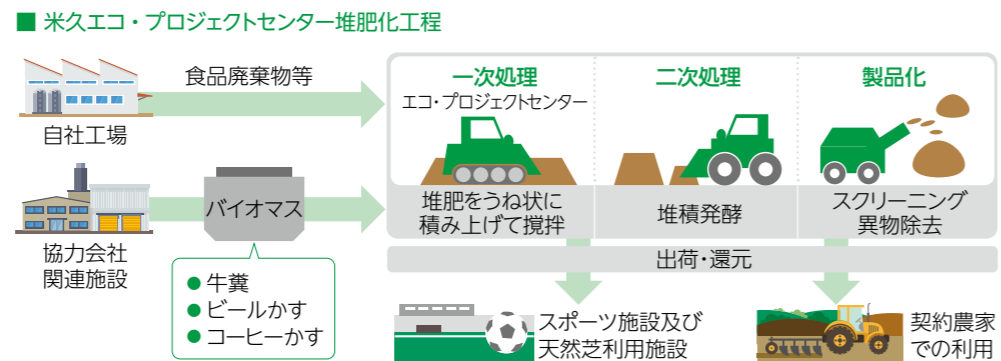 ■ 米久エコ・プロジェクトセンター堆肥化工程
食品廃棄物等
自社工場
協力会社
関連施設
バイオマス
● 牛糞
● ビールかす
● コーヒーかす
一次処理
エコ・プロジェクトセンター
堆肥をうね状に
積み上げて撹拌
二次処理
堆積発酵
製品化
スクリーニング
異物除去
出荷・還元
スポーツ施設及び
天然芝利用施設
契約農家
での利用